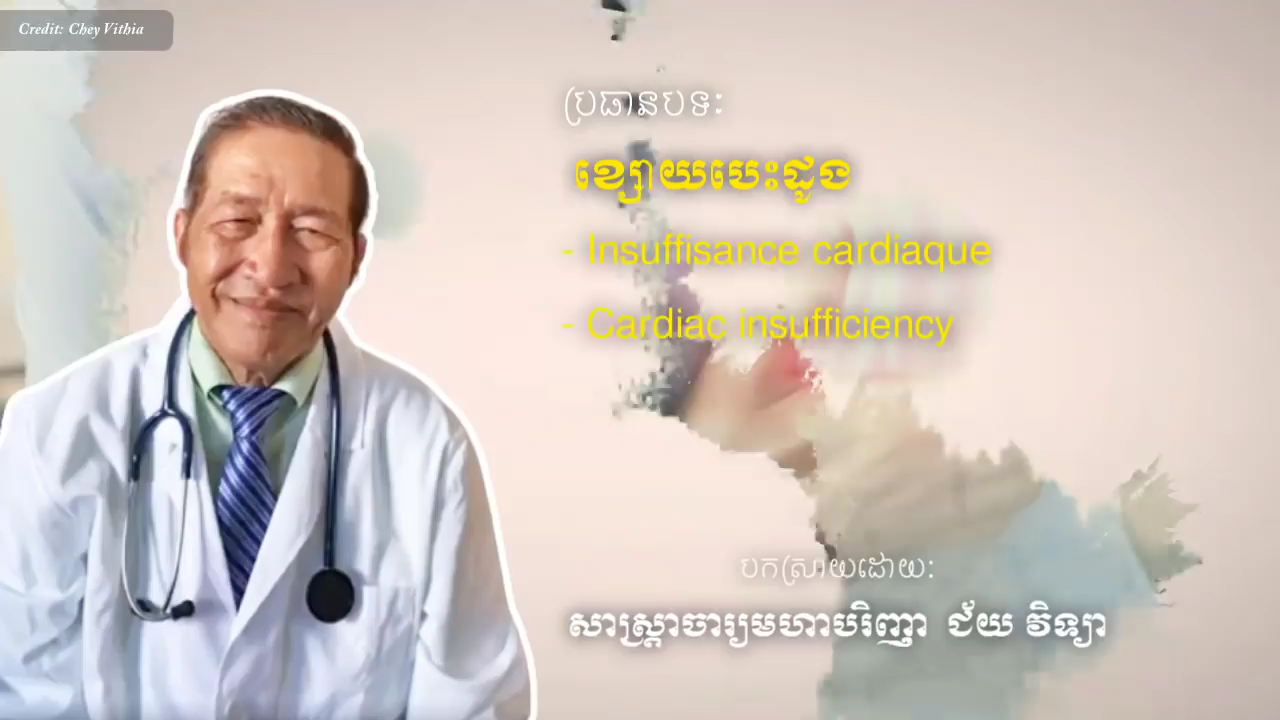 Credit: Chey Vithia
ប្រធានបទ:
ខ្សោយបេះដូង
- Insuffisance cardiaque
- Cardiac insufficiency
បកស្រាយដោយ:
សាស្ត្រាចារ្យមហាបរិញ្ញា ជ័យ វិទ្យា